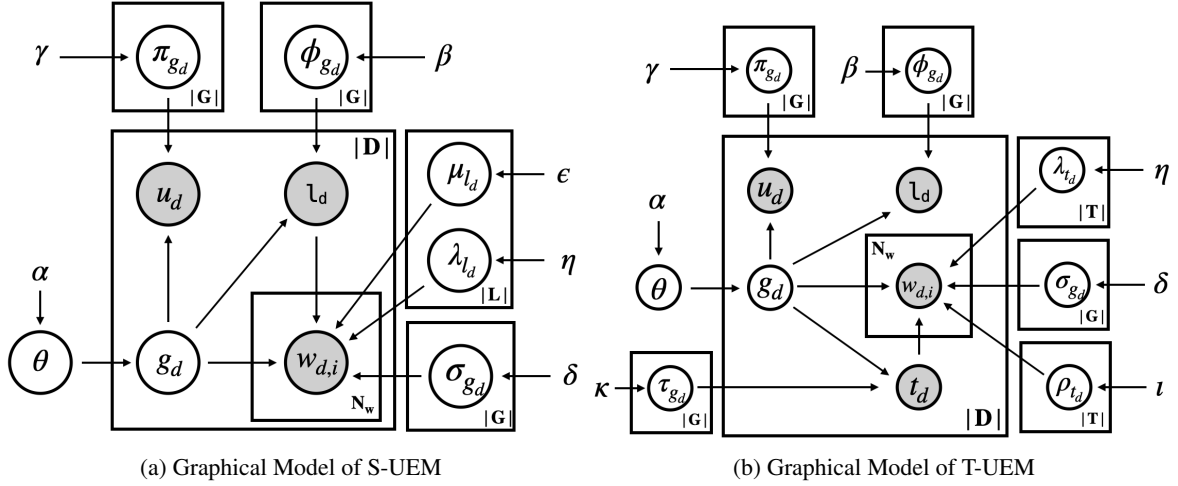 γ π_{g_d} |G| ϕ_{g_d} |G| β
|D|
u_d l_d μ_{l_d} ϵ
λ_{l_d} η
|L|
α
θ g_d w_{d,i} N_w σ_{g_d} |G| δ
(a) Graphical Model of S-UEM
γ π_{g_d} |G| β ϕ_{g_d} |G|
u_d l_d λ_{t_d} |T| η
α
N_w
θ g_d w_{d,i} σ_{g_d} |G| δ
κ τ_{g_d} |G| t_d |D| ρ_{t_d} |T| ι
(b) Graphical Model of T-UEM